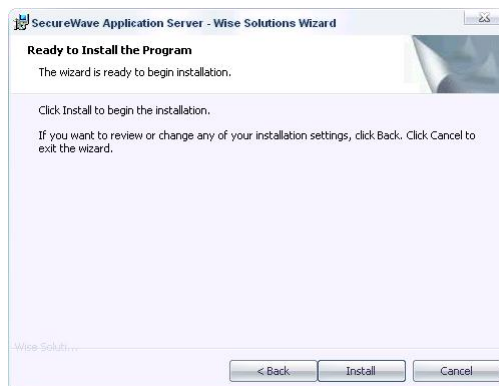 SecureWave Application Server - Wise Solutions Wizard
Ready to Install the Program
The wizard is ready to begin installation.
Click Install to begin the installation.
If you want to review or change any of your installation settings, click Back. Click Cancel to
exit the wizard.
Wise Soluti...
< Back Install Cancel